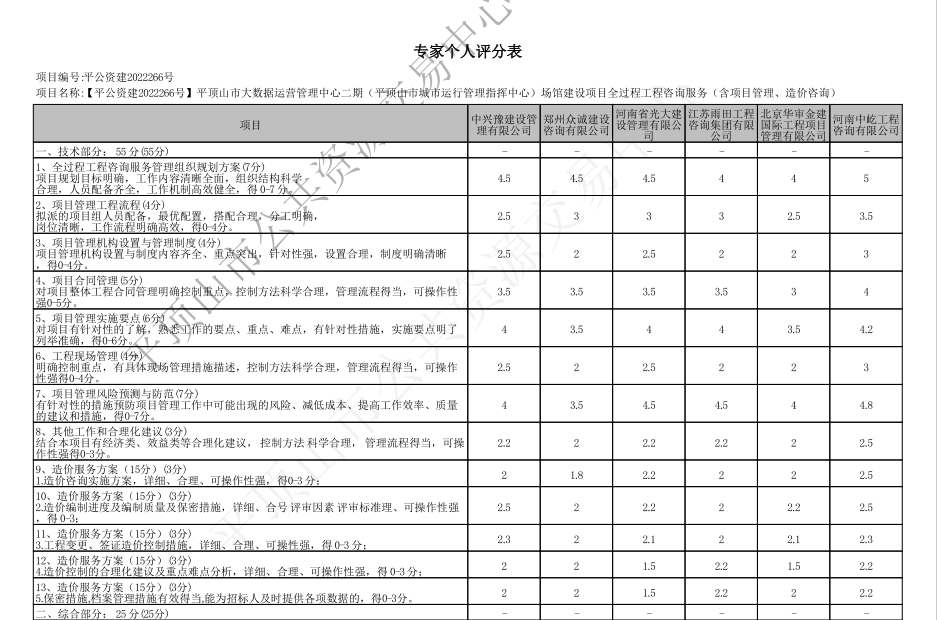 专家个人评分表
项目编号:平公资建2022266号
项目名称:【平公资建2022266号】平顶山市大数据运营管理中心二期（平顶山市城市运行管理指挥中心）场馆建设项目全过程工程咨询服务（含项目管理、造价咨询）
项目 中兴豫建设管理有限公司 郑州众诚建设咨询有限公司 河南省光大建设管理有限公司 江苏雨田工程咨询集团有限公司 北京华审金建国际工程项目管理有限公司 河南中屹工程咨询有限公司
一、技术部分: 55 分(55分) - - - - - -
1、全过程工程咨询服务管理组织规划方案(7分)
项目规划目标明确，工作内容清晰全面，组织结构科学
合理，人员配备齐全，工作机制高效健全，得 0-7 分。 4.5 4.5 4.5 4 4 5
2、项目管理工程流程(4分)
拟派的项目组人员配备，最优配置，搭配合理，分工明确，
岗位清晰，工作流程明确高效，得0-4分。 2.5 3 3 3 2.5 3.5
3、项目管理机构设置与管理制度(4分)
项目管理机构设置与制度内容齐全、重点突出，针对性强，设置合理，制度明确清晰
，得0-4分。 2.5 2 2.5 2 2 3
4、项目合同管理(5分)
对项目整体工程合同管理明确控制重点，控制方法科学合理，管理流程得当，可操作性
强0-5分。 3.5 3.5 3.5 3.5 3 4
5、项目管理实施要点(6分)
对项目有针对性的了解，熟悉工作的要点、重点、难点，有针对性措施，实施要点明了
列举准确，得0-6分。 4 3.5 4 4 3.5 4.2
6、工程现场管理(4分)
明确控制重点，有具体现场管理措施描述，控制方法科学合理，管理流程得当，可操作
性强得0-4分。 2.5 2 2.5 2 2 3
7、项目管理风险预测与防范(7分)
有针对性的措施预防项目管理工作中可能出现的风险、减低成本、提高工作效率、质量
的建议和措施，得0-7分。 4 3.5 4.5 4.5 4 4.8
8、其他工作和合理化建议(3分)
结合本项目有经济类、效益类等合理化建议， 控制方法 科学合理， 管理流程得当，可操
作性强得0-3分。 2.2 2 2.2 2.2 2 2.5
9、造价服务方案（15分）(3分)
1.造价咨询实施方案，详细、合理、可操作性强，得0-3 分； 2 1.8 2.2 2 2 2.5
10、造价服务方案（15分）(3分)
2.造价编制进度及编制质量及保密措施，详细、合号 评审因素 评审标准理、可操作性强
，得 0-3； 2.5 2 2.2 2 2.2 2.5
11、造价服务方案（15分）(3分)
3.工程变更、签证造价控制措施，详细、合理、可操性强，得 0-3 分； 2.3 2 2.1 2 2.1 2.3
12、造价服务方案（15分）(3分)
4.造价控制的合理化建议及重点难点分析，详细、合理、可操作性强，得 0-3 分； 2 2 1.5 2.2 1.5 2.2
13、造价服务方案（15分）(3分)
5.保密措施,档案管理措施有效得当,能为招标人及时提供各项数据的，得0-3分。 2 2 1.5 2.2 2 2.2
二、综合部分: 25 分(25分) - - - - - -
平顶山市公共资源交易中心
平顶山市公共资源交易中